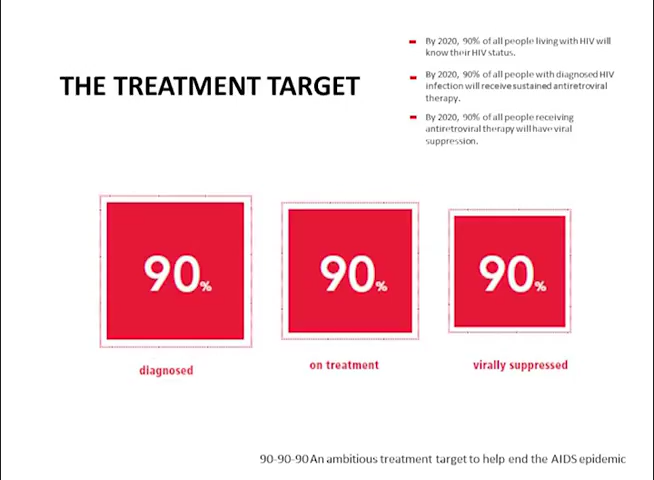 THE TREATMENT TARGET
By 2020, 90% of all people living with HIV will
know their HIV status.
By 2020, 90% of all people with diagnosed HIV
infection will receive sustained antiretroviral
therapy.
By 2020, 90% of all people receiving
antiretroviral therapy will have viral
suppression.
90%
90%
90%
diagnosed
on treatment
virally suppressed
90-90-90 An ambitious treatment target to help end the AIDS epidemic